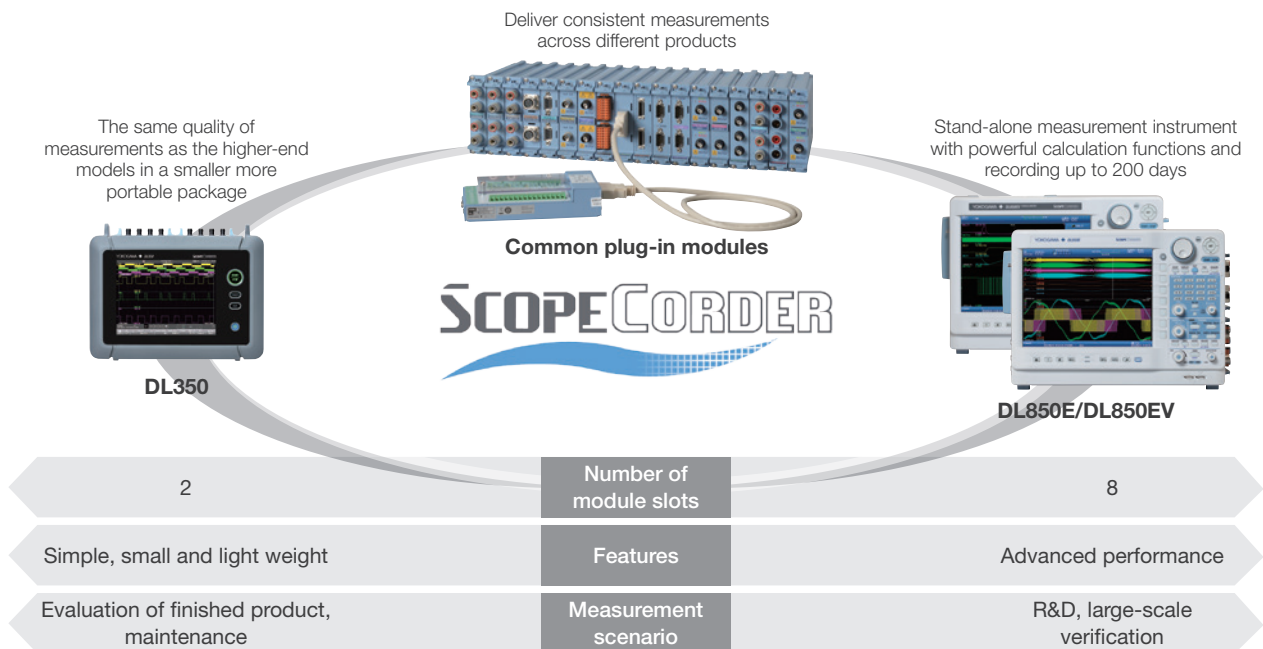 Deliver consistent measurements
across different products
The same quality of
measurements as the higher-end
models in a smaller more
portable package
Stand-alone measurement instrument
with powerful calculation functions and
recording up to 200 days
Common plug-in modules
SCOPECORDER
DL350
DL850E/DL850EV
2
Number of
module slots
8
Simple, small and light weight
Features
Advanced performance
Evaluation of finished product,
maintenance
Measurement
scenario
R&D, large-scale
verification